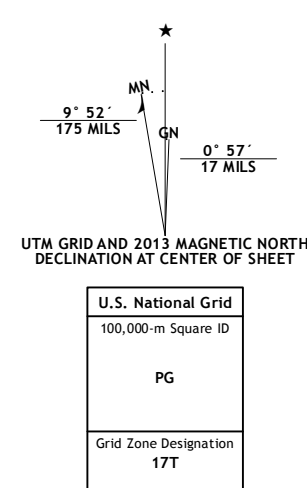 ★
MN
9° 52´
175 MILS
GN
0° 57´
17 MILS
UTM GRID AND 2013 MAGNETIC NORTH
DECLINATION AT CENTER OF SHEET
U.S. National Grid
100,000-m Square ID
PG
Grid Zone Designation
17T